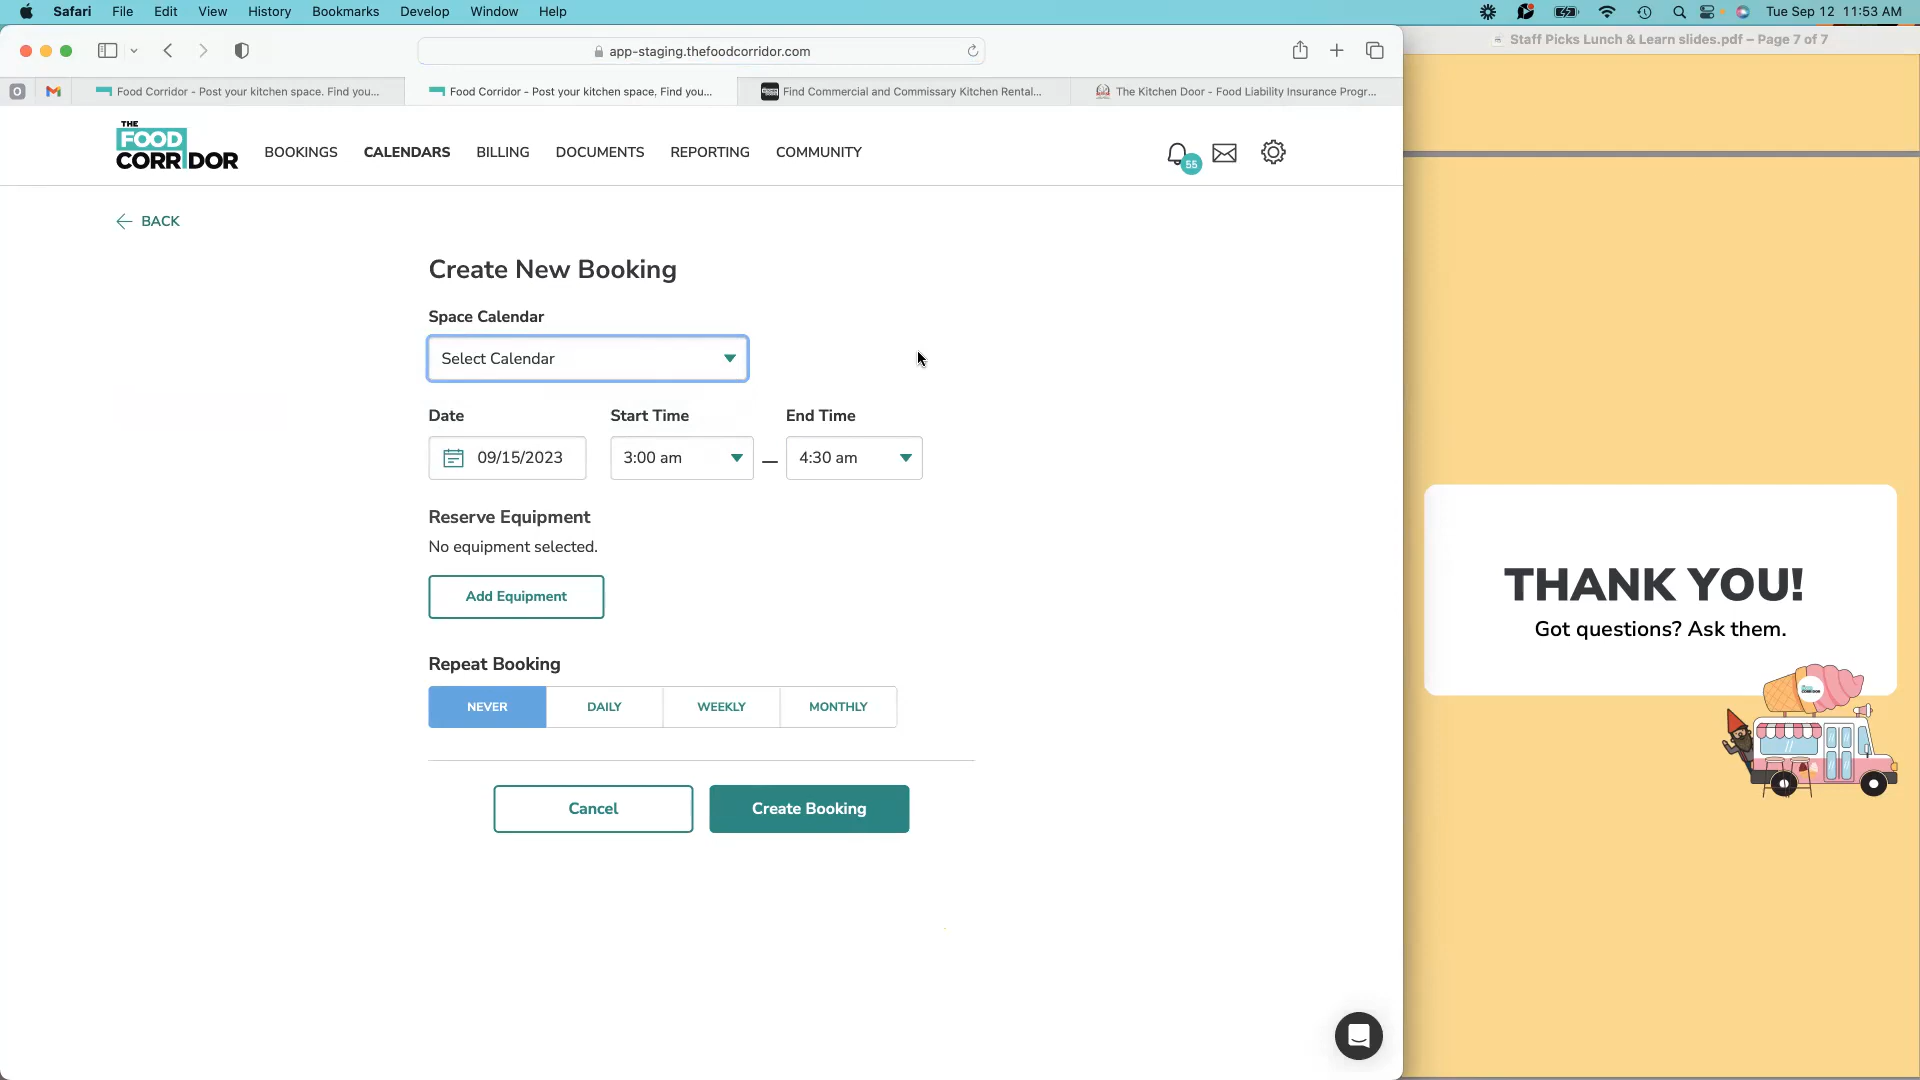 Safari File Edit View History Bookmarks Develop Window Help Tue Sep 12 11:53 AM
app-staging.thefoodcorridor.com
Staff Picks Lunch & Learn slides.pdf – Page 7 of 7
O Food Corridor - Post your kitchen space. Find you... Food Corridor - Post your kitchen space. Find you... Find Commercial and Commissary Kitchen Rental... The Kitchen Door - Food Liability Insurance Progr...
THE
FOOD
CORRIDOR
BOOKINGS CALENDARS BILLING DOCUMENTS REPORTING COMMUNITY
55
BACK
Create New Booking
Space Calendar
Select Calendar
Date Start Time End Time
09/15/2023 3:00 am — 4:30 am
Reserve Equipment
No equipment selected.
Add Equipment
Repeat Booking
NEVER DAILY WEEKLY MONTHLY
Cancel Create Booking
THANK YOU!
Got questions? Ask them.